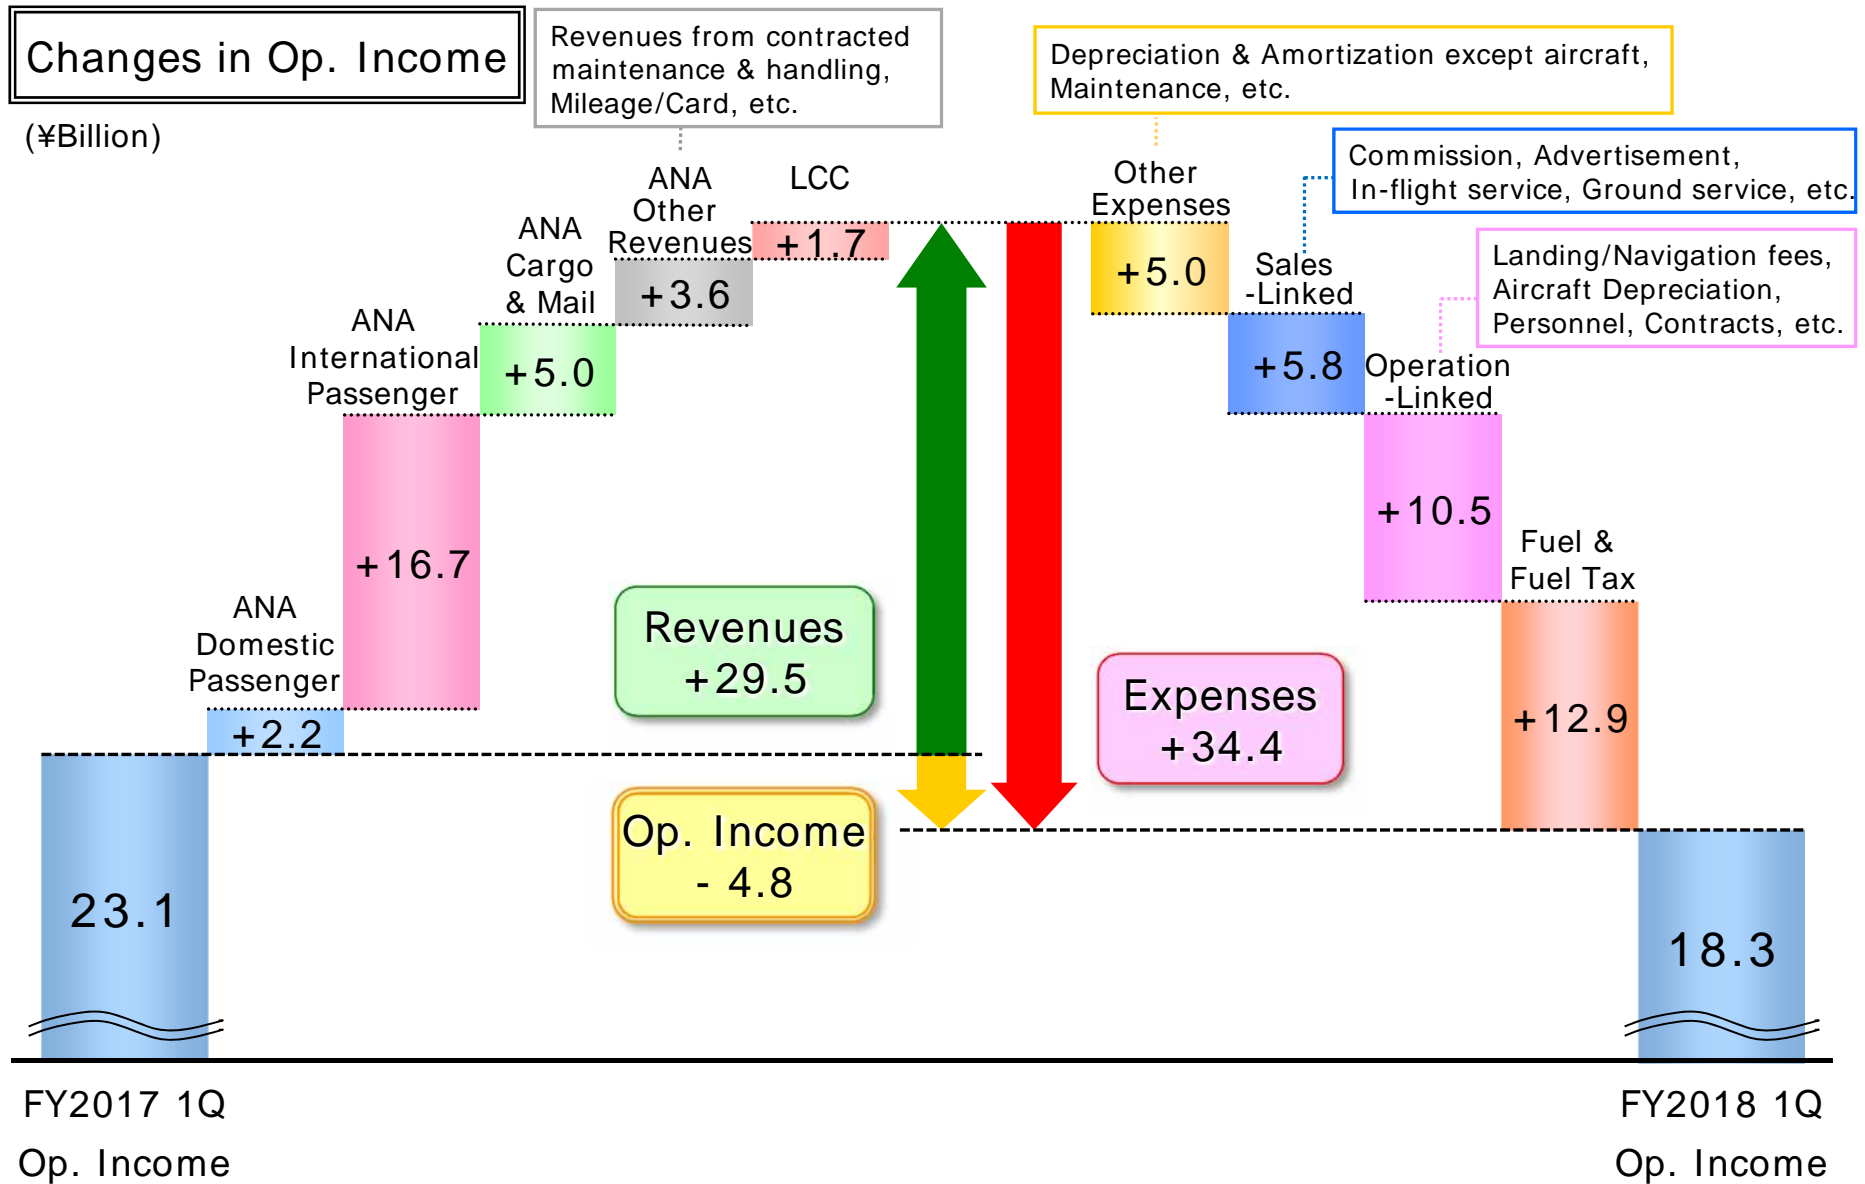 Changes in Op. Income
(¥Billion)
Revenues from contracted
maintenance & handling,
Mileage/Card, etc.
Depreciation & Amortization except aircraft,
Maintenance, etc.
Commission, Advertisement,
In-flight service, Ground service, etc.
Landing/Navigation fees,
Aircraft Depreciation,
Personnel, Contracts, etc.
23.1
ANA
Domestic
Passenger
+2.2
ANA
International
Passenger
+16.7
ANA
Cargo
& Mail
+5.0
ANA
Other
Revenues
+3.6
LCC
+1.7
Revenues
+29.5
Op. Income
- 4.8
Expenses
+34.4
Other
Expenses
+5.0
Sales
-Linked
+5.8
Operation
-Linked
+10.5
Fuel &
Fuel Tax
+12.9
18.3
FY2017 1Q
Op. Income
FY2018 1Q
Op. Income